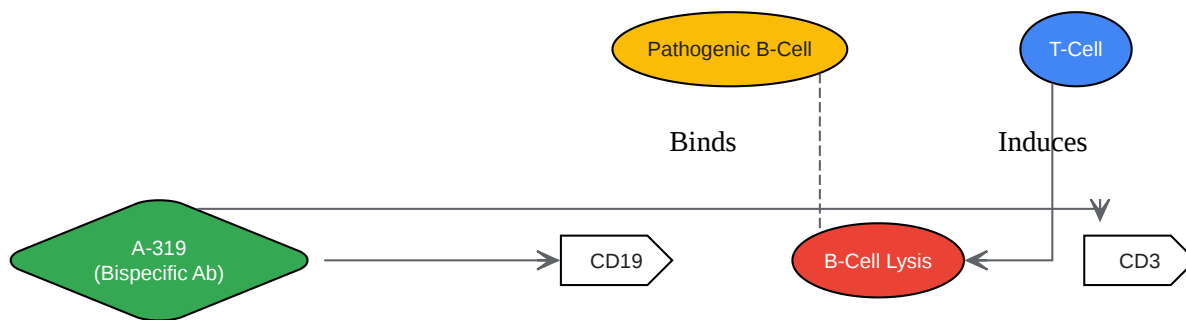 Pathogenic B-Cell
T-Cell
Binds
Induces
A-319
(Bispecific Ab)
CD19
B-Cell Lysis
CD3